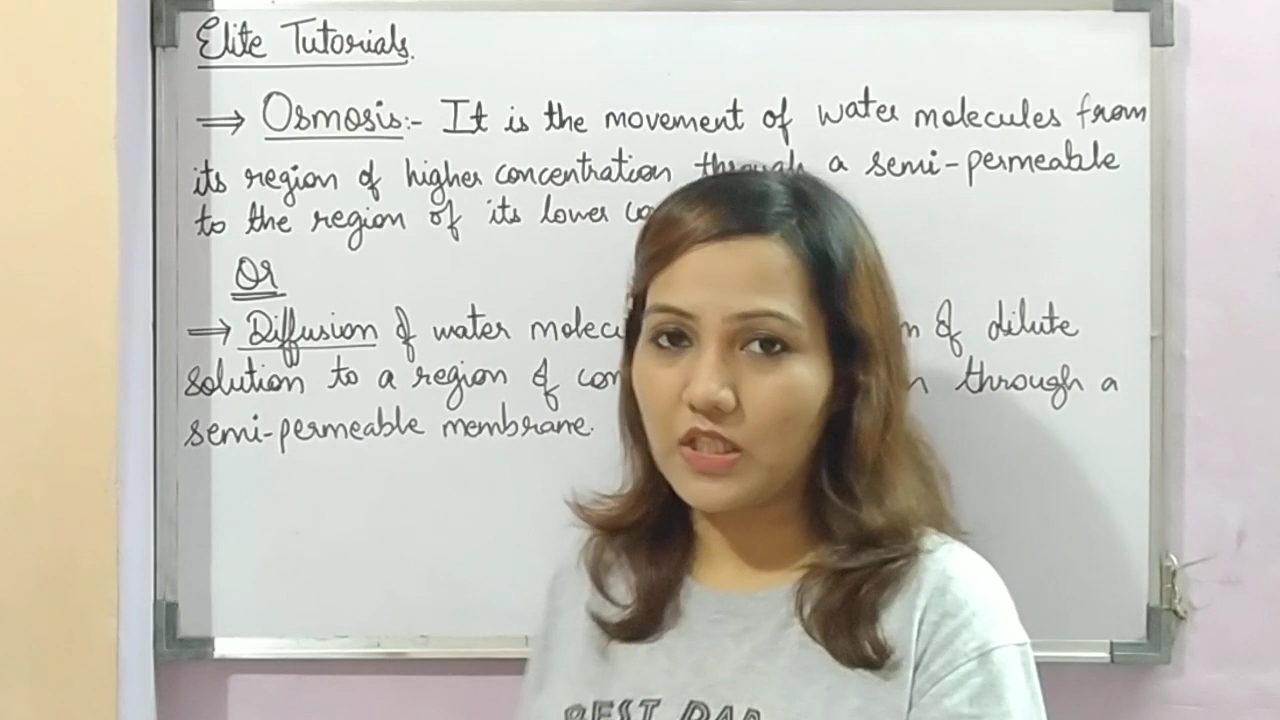 Elite Tutorials.
⟹ Osmosis:- It is the movement of water molecules from
its region of higher concentration through a semi-permeable
to the region of its lower
Or
⟹ Diffusion of water of dilute
solution to a region of through a
semi-permeable membrane.
BEST